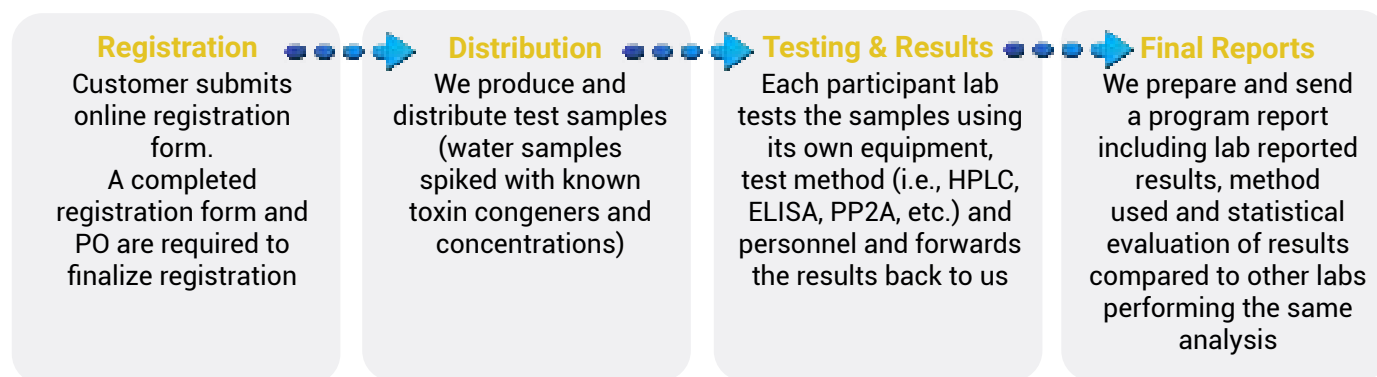 Registration
Customer submits
online registration
form.
A completed
registration form and
PO are required to
finalize registration
Distribution
We produce and
distribute test samples
(water samples
spiked with known
toxin congeners and
concentrations)
Testing & Results
Each participant lab
tests the samples using
its own equipment,
test method (i.e., HPLC,
ELISA, PP2A, etc.) and
personnel and forwards
the results back to us
Final Reports
We prepare and send
a program report
including lab reported
results, method
used and statistical
evaluation of results
compared to other labs
performing the same
analysis